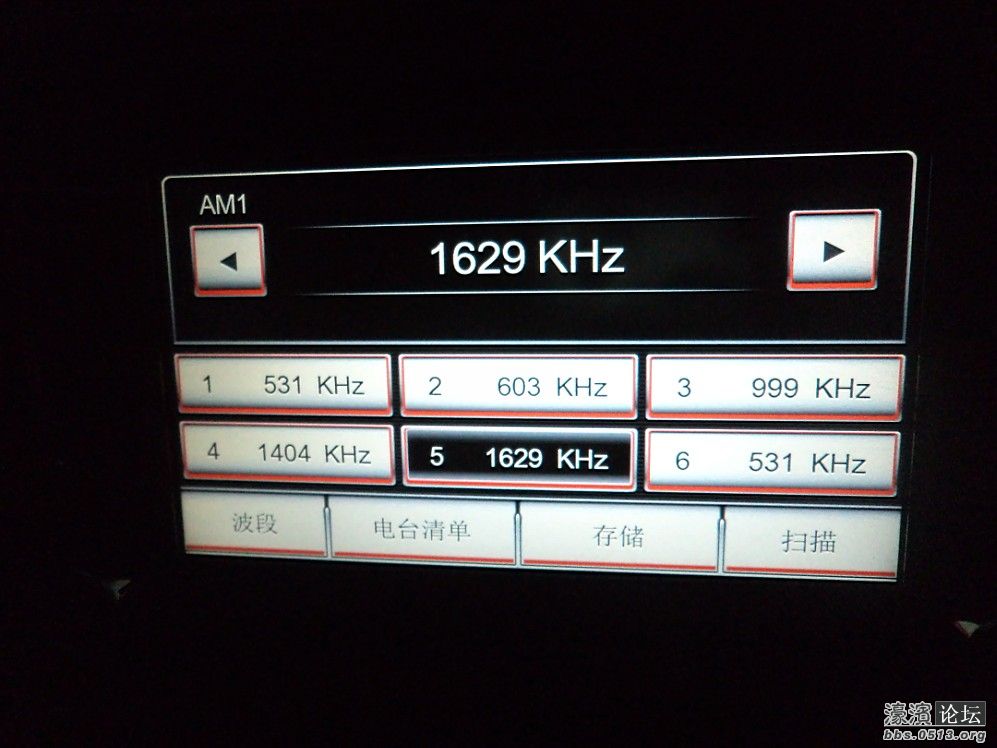 AM1
1629 KHz
1 531 KHz 2 603 KHz 3 999 KHz
4 1404 KHz 5 1629 KHz 6 531 KHz
波段 电台清单 存储 扫描
濠滨论坛
bbs.0513.org